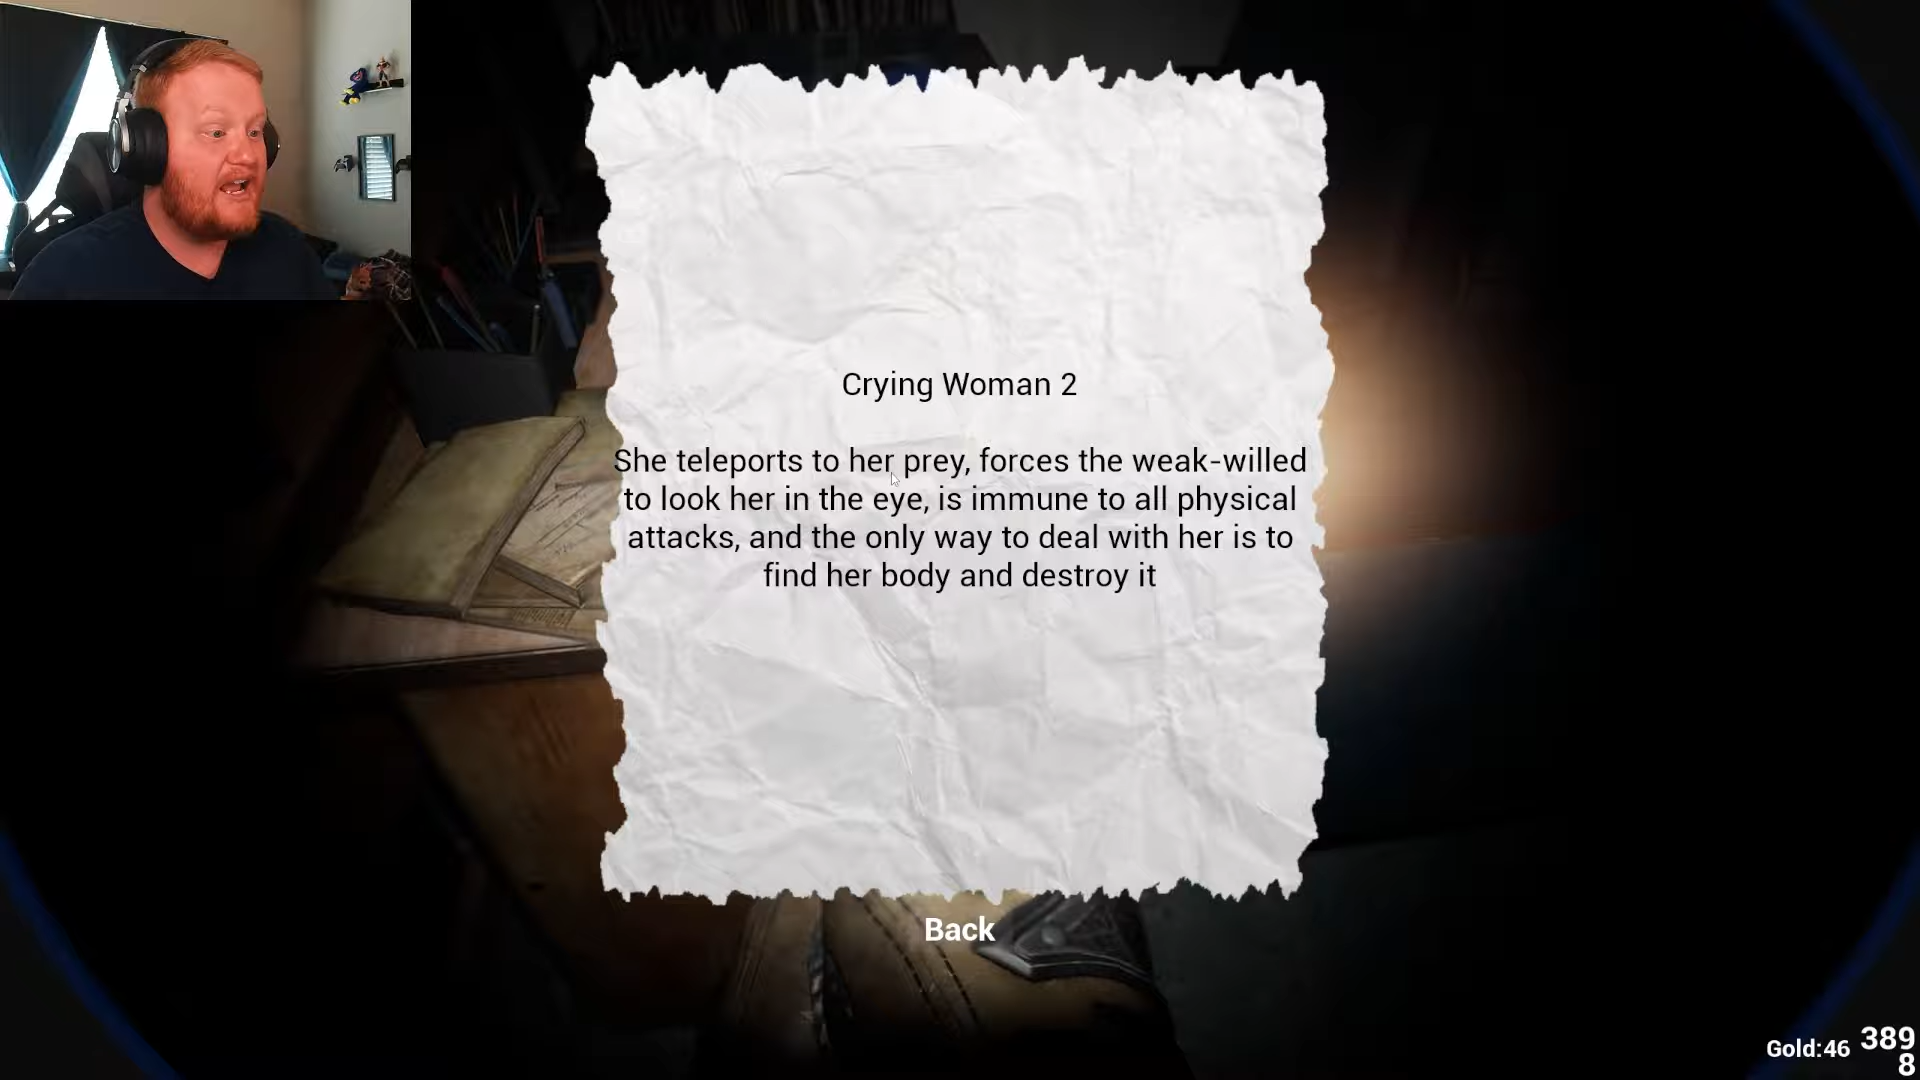 Crying Woman 2
She teleports to her prey, forces the weak-willed
to look her in the eye, is immune to all physical
attacks, and the only way to deal with her is to
find her body and destroy it
Back
Gold:46 389
8